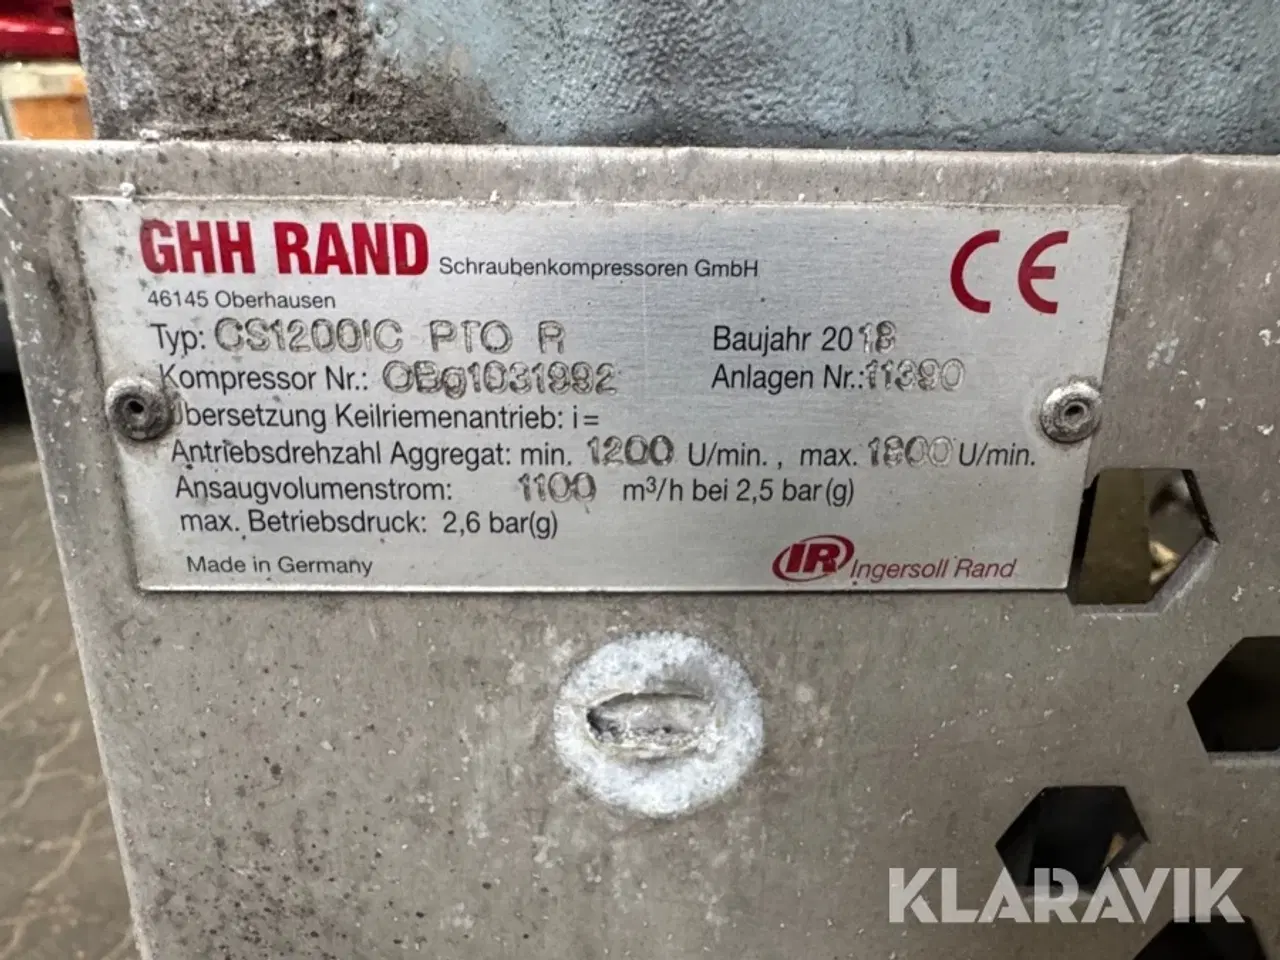 GHH RAND Schraubenkompressoren GmbH
CE
46145 Oberhausen
Typ: CS1200IC PTO R Baujahr 2018
Kompressor Nr.: Anlagen Nr.: 11390
Übersetzung Keilriemenantrieb: i=
Antriebsdrehzahl Aggregat: min. 1200 U/min., max. 1800 U/min.
Ansaugvolumenstrom: 1100 m³/h bei 2,5 bar(g)
max. Betriebsdruck: 2,6 bar(g)
Made in Germany
IR Ingersoll Rand
KLARAVIK